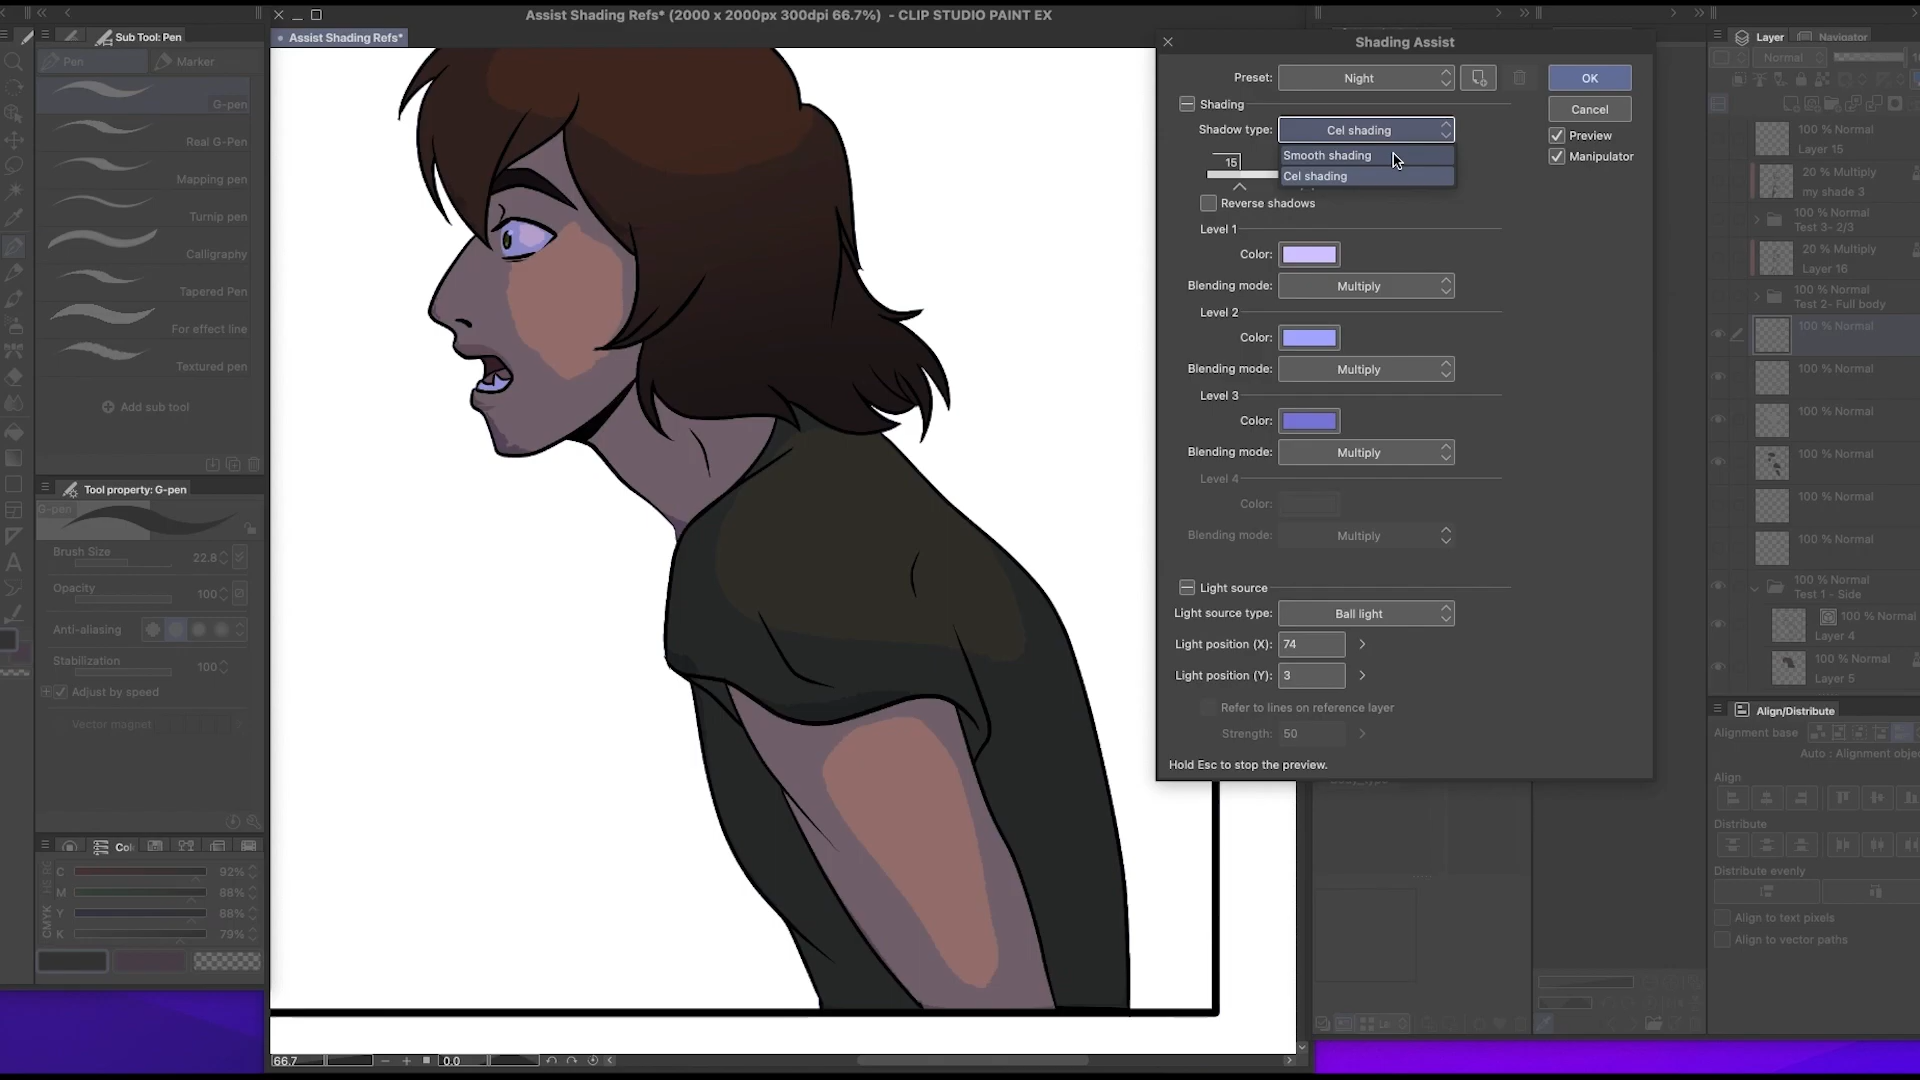 Assist Shading Refs* (2000 x 2000px 300dpi 66.7%) - CLIP STUDIO PAINT EX
Sub Tool: Pen
Pen
Marker
G-pen
Real G-Pen
Mapping pen
Turnip pen
Calligraphy
Tapered Pen
For effect line
Textured pen
Add sub tool
Tool property: G-pen
G-pen
Brush Size
22.8
Opacity
100
Anti-aliasing
Stabilization
100
Adjust by speed
Vector magnet
Col
C 92%
M 88%
Y 88%
K 79%
CMYK
Assist Shading Refs*
66.7
0.0
Shading Assist
Preset: Night
OK
Cancel
Preview
Manipulator
Shading
Shadow type: Cel shading
Smooth shading
Cel shading
15
Reverse shadows
Level 1
Color:
Blending mode: Multiply
Level 2
Color:
Blending mode: Multiply
Level 3
Color:
Blending mode: Multiply
Level 4
Color:
Blending mode: Multiply
Light source
Light source type: Ball light
Light position (X): 74
Light position (Y): 3
Refer to lines on reference layer
Strength: 50
Hold Esc to stop the preview.
Layer
Navigator
Normal
100 % Normal
Layer 15
20 % Multiply
my shade 3
100 % Normal
Test 3- 2/3
20 % Multiply
Layer 16
100 % Normal
Test 2- Full body
100 % Normal
100 % Normal
100 % Normal
100 % Normal
100 % Normal
100 % Normal
100 % Normal
Test 1 - Side
100 % Normal
Layer 4
100 % Normal
Layer 5
Align/Distribute
Alignment base
Auto : Alignment objec
Align
Distribute
Distribute evenly
Align to text pixels
Align to vector paths